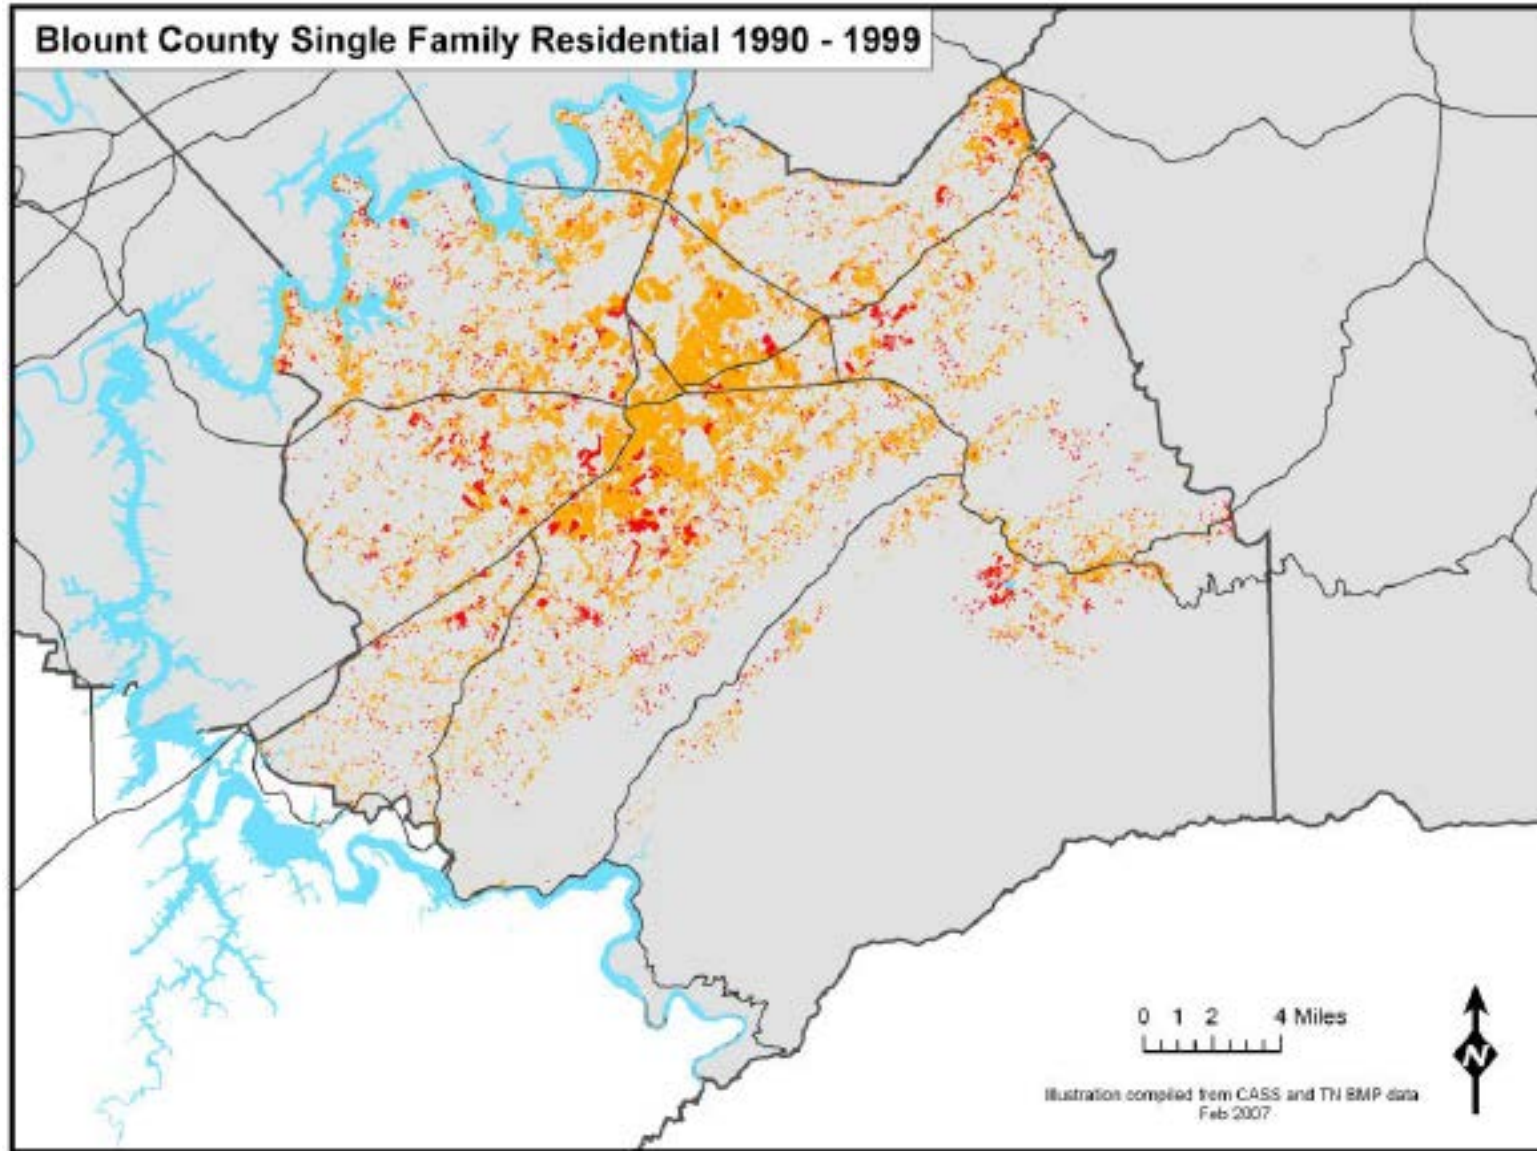 Blount County Single Family Residential 1990 - 1999
0 1 2 4 Miles
N
Illustration compiled from CASS and TN BMP data
Feb 2007